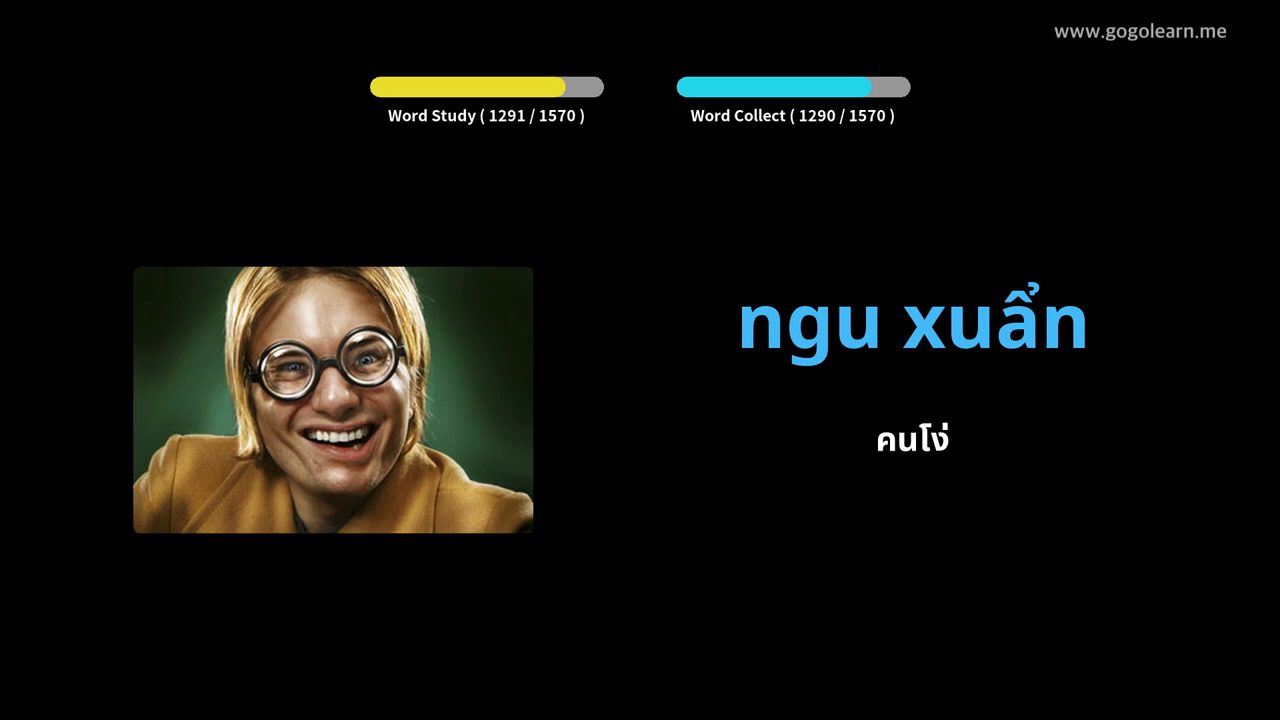 www.gogolearn.me
Word Study ( 1291 / 1570 )
Word Collect ( 1290 / 1570 )
ngu xuẩn
คนโง่